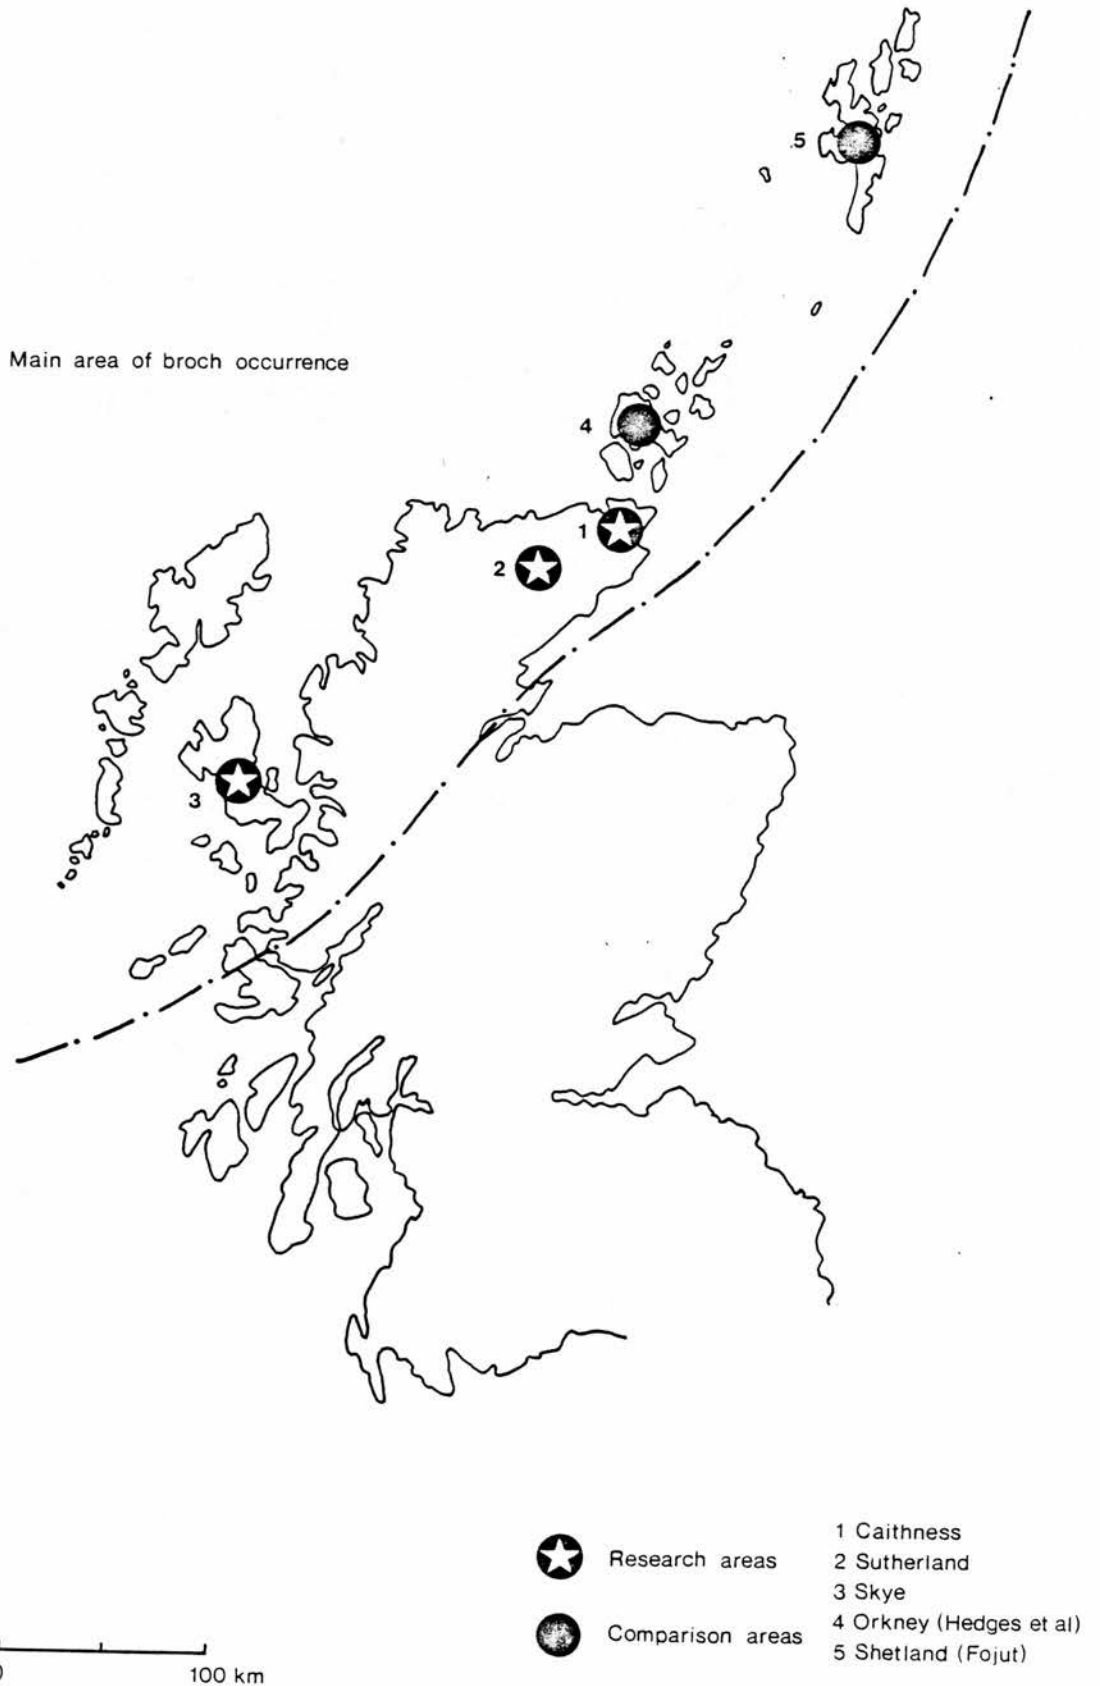 5
Main area of broch occurrence
4
1
2
3
Research areas
Comparison areas
1 Caithness
2 Sutherland
3 Skye
4 Orkney (Hedges et al)
5 Shetland (Fojut)
0
100 km